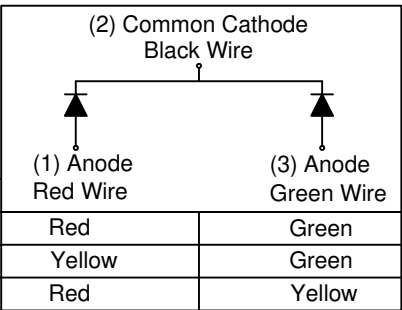 (2) Common Cathode
Black Wire
(1) Anode
Red Wire
(3) Anode
Green Wire
Red Green
Yellow Green
Red Yellow